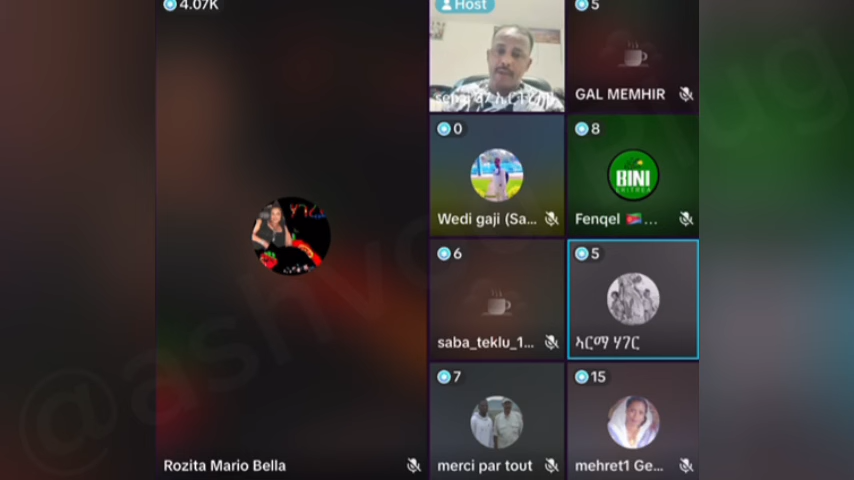 4.07K
Host
5
GAL MEMHIR
0
Wedi gaji (Sa...
8
BINI
ERITREA
Fenqel 🇪🇷...
6
saba_teklu_1...
5
ኣርማ ሃገር
Rozita Mario Bella
7
merci par tout
15
mehret1 Ge...